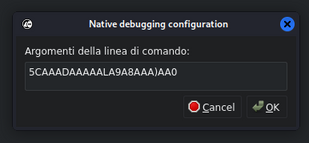 Native debugging configuration
Argomenti della linea di comando:
5CAAADAAAAALA9A8AAA)AA0
Cancel
OK